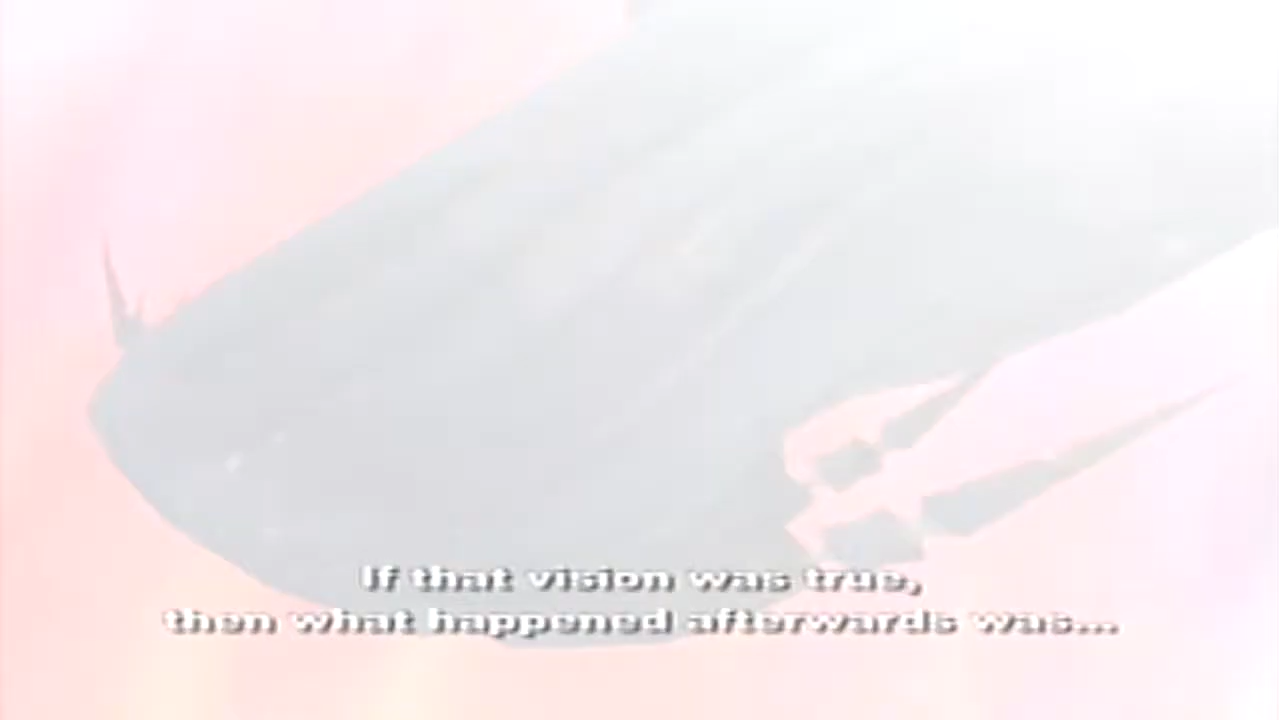 If that vision was true,
then what happened afterwards was...